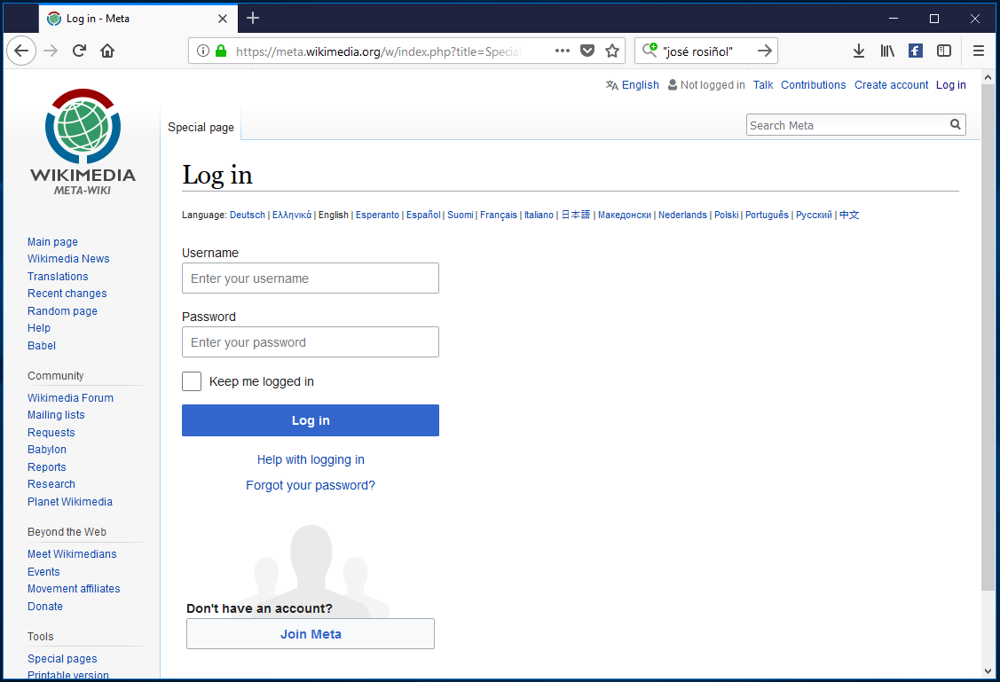 Log in - Meta
https://meta.wikimedia.org/w/index.php?title=Special
"josé rosiñol"
English Not logged in Talk Contributions Create account Log in
Special page
Search Meta
WIKIMEDIA
META-WIKI
Main page
Wikimedia News
Translations
Recent changes
Random page
Help
Babel
Community
Wikimedia Forum
Mailing lists
Requests
Babylon
Reports
Research
Planet Wikimedia
Beyond the Web
Meet Wikimedians
Events
Movement affiliates
Donate
Tools
Special pages
Printable version
Log in
Language: Deutsch | Ελληνικά | English | Esperanto | Español | Suomi | Français | Italiano | 日本語 | Македонски | Nederlands | Polski | Português | Русский | 中文
Username
Enter your username
Password
Enter your password
Keep me logged in
Log in
Help with logging in
Forgot your password?
Don't have an account?
Join Meta